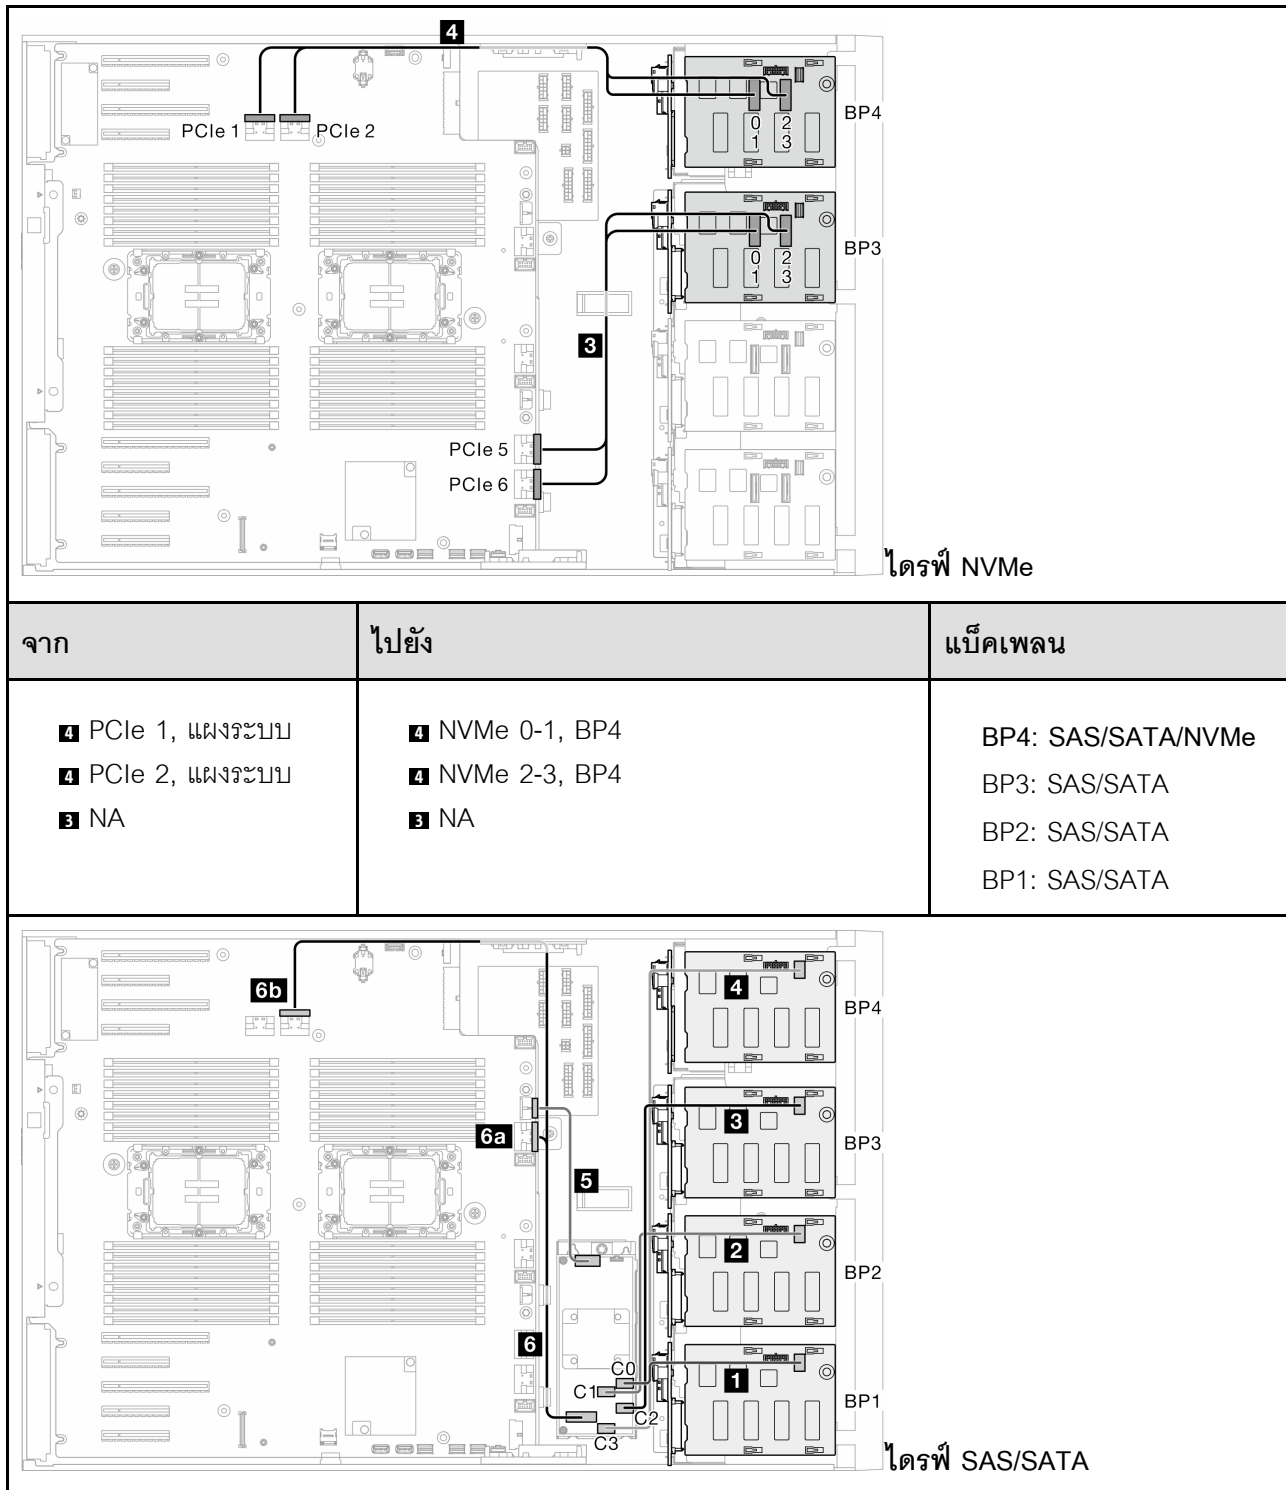 4
PCIe 1
PCIe 2
0
1
2
3
BP4
0
1
2
3
BP3
3
PCIe 5
PCIe 6
ไดรฟ์ NVMe
จาก
ไปยัง
แบ็คเพลน
4 PCIe 1, แผงระบบ
4 PCIe 2, แผงระบบ
3 NA
4 NVMe 0-1, BP4
4 NVMe 2-3, BP4
3 NA
BP4: SAS/SATA/NVMe
BP3: SAS/SATA
BP2: SAS/SATA
BP1: SAS/SATA
6b
4
BP4
6a
3
BP3
5
2
BP2
6
C0
C1
C2
C3
1
BP1
ไดรฟ์ SAS/SATA